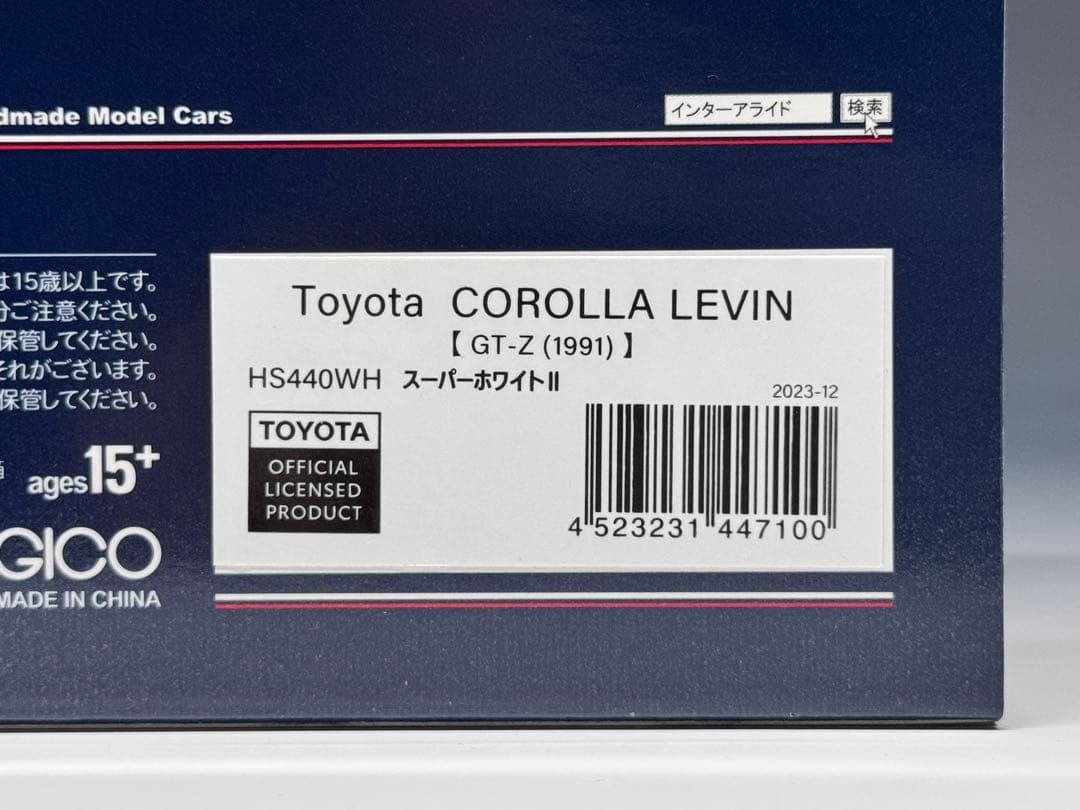 Model Cars
インターアライド 検索
は15歳以上です。
分ご注意ください。
保管してください。
それがございます。
保管してください。
ages15+
GICO
MADE IN CHINA
Toyota COROLLA LEVIN
【 GT-Z (1991) 】
HS440WH スーパーホワイトII
2023-12
TOYOTA
OFFICIAL
LICENSED
PRODUCT
4 523231 447100